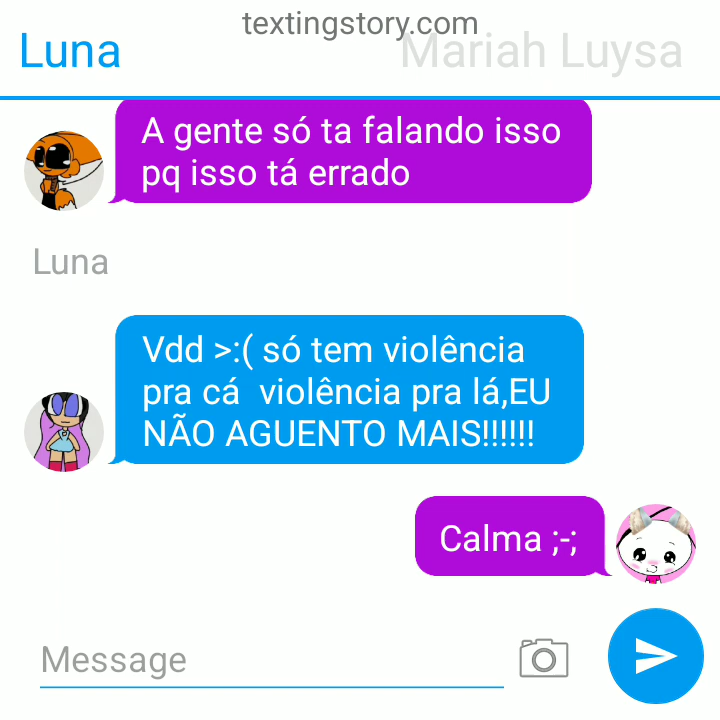 textingstory.com
Luna
Mariah Luysa
A gente só ta falando isso
pq isso tá errado
Luna
Vdd >:( só tem violência
pra cá  violência pra lá,EU
NÃO AGUENTO MAIS!!!!!!
Calma ;-;
Message